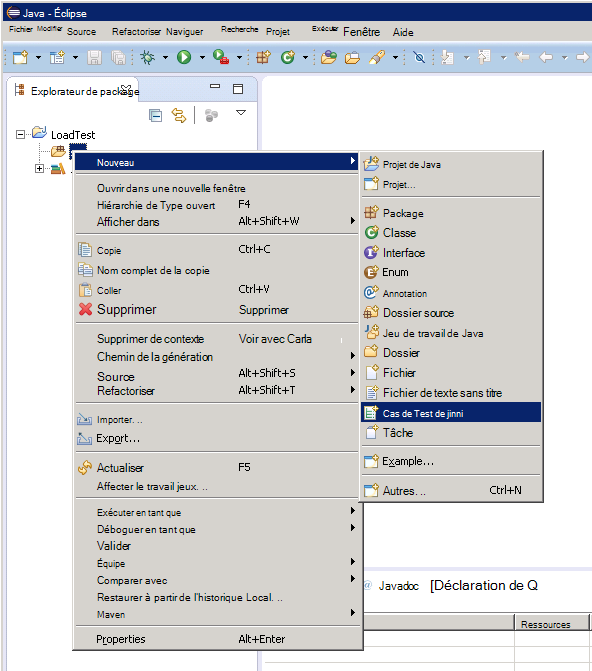 Java - Éclipse
Fichier Modifier Source Refactoriser Naviguer Recherche Projet Exécuter Fenêtre Aide
Explorateur de package
LoadTest
Nouveau
Ouvrir dans une nouvelle fenêtre
Hiérarchie de Type ouvert F4
Afficher dans Alt+Shift+W
Copie Ctrl+C
Nom complet de la copie
Coller Ctrl+V
Supprimer Supprimer
Supprimer de contexte Voir avec Carla
Chemin de la génération
Source Alt+Shift+S
Refactoriser Alt+Shift+T
Importer. ..
Export...
Actualiser F5
Affecter le travail jeux. ..
Exécuter en tant que
Déboguer en tant que
Valider
Équipe
Comparer avec
Restaurer à partir de l'historique Local. ..
Maven
Properties Alt+Enter
Projet de Java
Projet...
Package
Classe
Interface
Enum
Annotation
Dossier source
Jeu de travail de Java
Dossier
Fichier
Fichier de texte sans titre
Cas de Test de jinni
Tâche
Example...
Autres. .. Ctrl+N
@ Javadoc [Déclaration de Q
Ressources